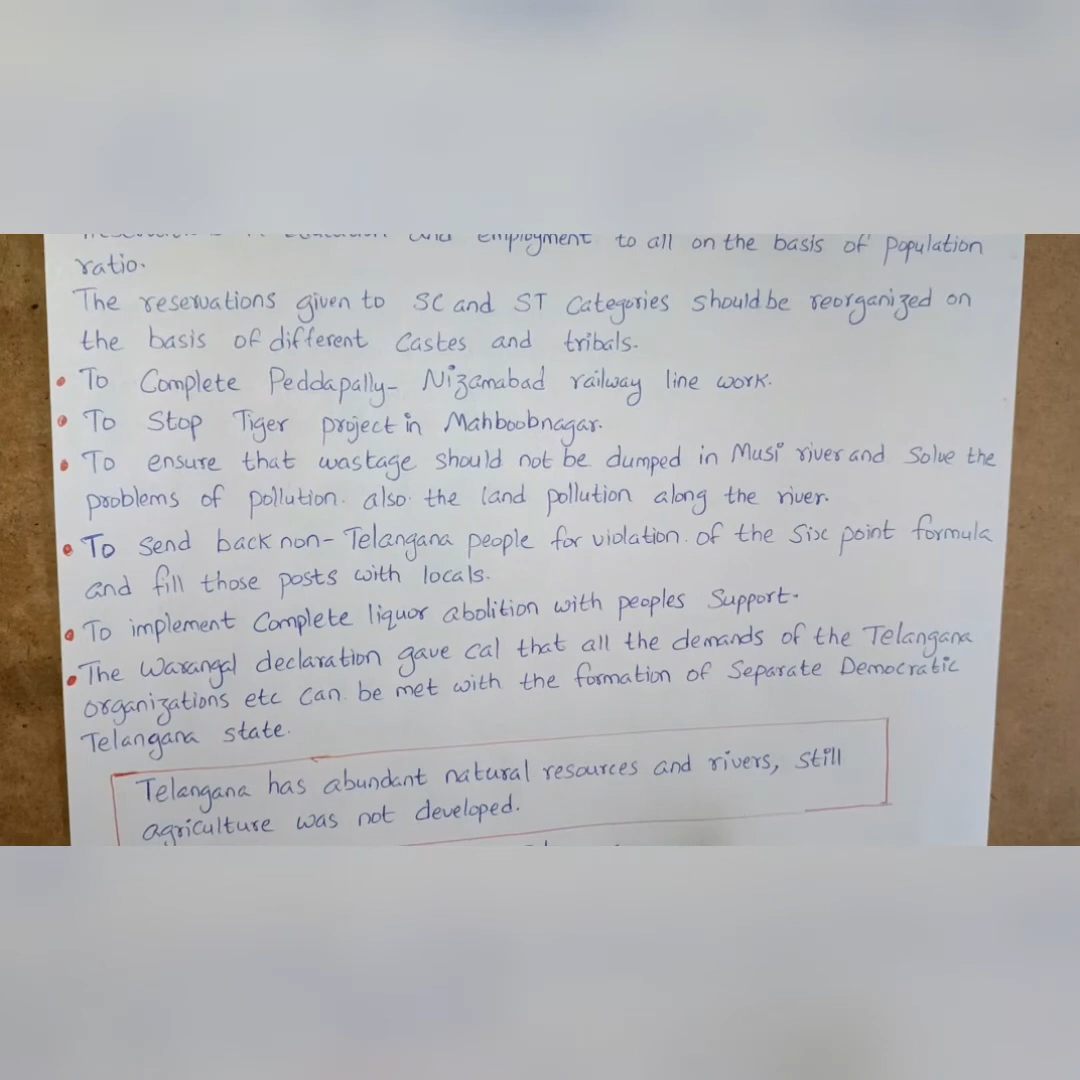 and employment to all on the basis of population
ratio.
The reservations given to SC and ST Categories should be reorganized on
the basis of different Castes and tribals.
• To Complete Peddapally- Nizamabad railway line work.
• To Stop Tiger project in Mahboobnagar.
• To ensure that wastage should not be dumped in Musi river and Solve the
problems of pollution. also the land pollution along the river.
• To Send back non- Telangana people for violation. of the Six point formula
and fill those posts with locals.
• To implement Complete liquor abolition with peoples Support.
• The Warangal declaration gave cal that all the demands of the Telangana
organizations etc can be met with the formation of Separate Democratic
Telangana state.
Telangana has abundant natural resources and rivers, still
agriculture was not developed.